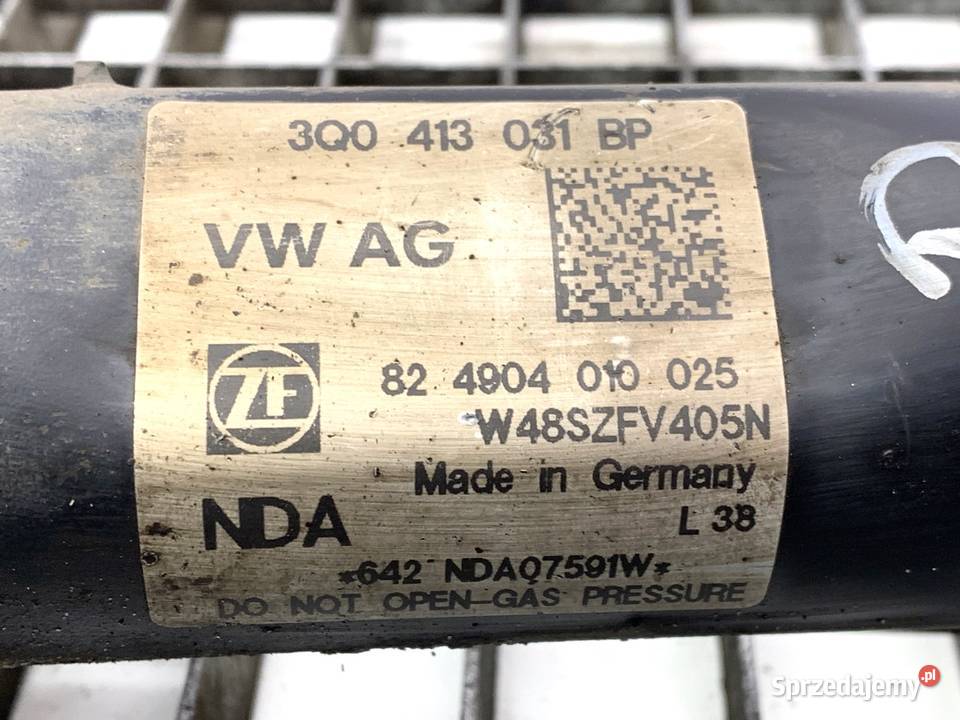 3Q0 413 031 BP
VW AG
ZF
82 4904 010 025
W48SZFV405N
Made in Germany
NDA
L 38
*642 NDA07591W*
DO NOT OPEN-GAS PRESSURE
Sprzedajemy.pl